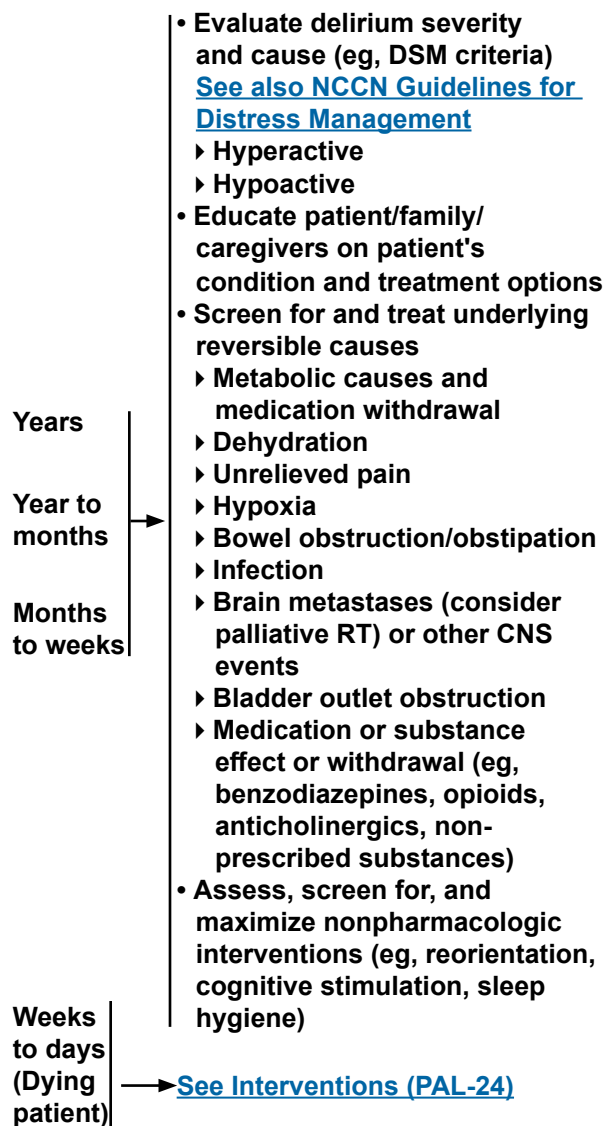 • Evaluate delirium severity
and cause (eg, DSM criteria)
See also NCCN Guidelines for
Distress Management
▸ Hyperactive
▸ Hypoactive
• Educate patient/family/
caregivers on patient's
condition and treatment options
• Screen for and treat underlying
reversible causes
▸ Metabolic causes and
medication withdrawal
▸ Dehydration
▸ Unrelieved pain
▸ Hypoxia
▸ Bowel obstruction/obstipation
▸ Infection
▸ Brain metastases (consider
palliative RT) or other CNS
events
▸ Bladder outlet obstruction
▸ Medication or substance
effect or withdrawal (eg,
benzodiazepines, opioids,
anticholinergics, non-
prescribed substances)
• Assess, screen for, and
maximize nonpharmacologic
interventions (eg, reorientation,
cognitive stimulation, sleep
hygiene)
Years
Year to
months
Months
to weeks
Weeks
to days
(Dying
patient)
See Interventions (PAL-24)